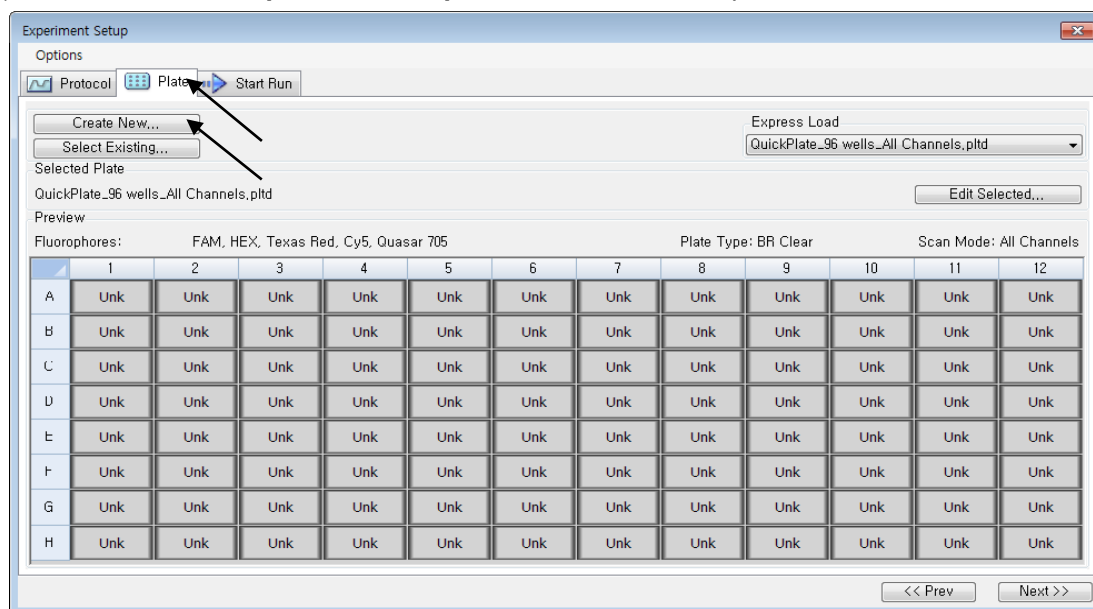 Experiment Setup
Options
Protocol Plate Start Run
Create New...
Express Load
Select Existing...
QuickPlate_96 wells_All Channels.pltd
Selected Plate
QuickPlate_96 wells_All Channels.pltd
Edit Selected...
Preview
Fluorophores: FAM, HEX, Texas Red, Cy5, Quasar 705 Plate Type: BR Clear Scan Mode: All Channels
1 2 3 4 5 6 7 8 9 10 11 12
A Unk Unk Unk Unk Unk Unk Unk Unk Unk Unk Unk Unk
B Unk Unk Unk Unk Unk Unk Unk Unk Unk Unk Unk Unk
C Unk Unk Unk Unk Unk Unk Unk Unk Unk Unk Unk Unk
D Unk Unk Unk Unk Unk Unk Unk Unk Unk Unk Unk Unk
E Unk Unk Unk Unk Unk Unk Unk Unk Unk Unk Unk Unk
F Unk Unk Unk Unk Unk Unk Unk Unk Unk Unk Unk Unk
G Unk Unk Unk Unk Unk Unk Unk Unk Unk Unk Unk Unk
H Unk Unk Unk Unk Unk Unk Unk Unk Unk Unk Unk Unk
<< Prev Next >>